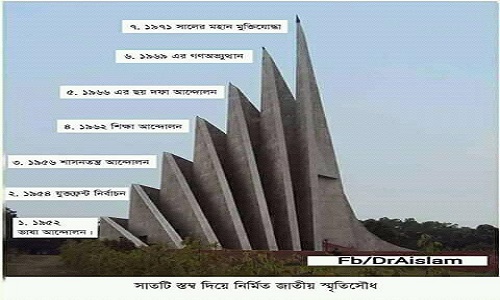 ৭. ১৯৭১ সালের মহান মুক্তিযোদ্ধা
৬. ১৯৬৯ এর গণঅভ্যুত্থান
৫. ১৯৬৬ এর ছয় দফা আন্দোলন
৪. ১৯৬২ শিক্ষা আন্দোলন
৩. ১৯৫৬ শাসনতন্ত্র আন্দোলন
২. ১৯৫৪ যুক্তফ্রন্ট নির্বাচন
১. ১৯৫২
ভাষা আন্দোলন।
Fb/DrAislam
সাতটি স্তম্ব দিয়ে নির্মিত জাতীয় স্মৃতিসৌধ